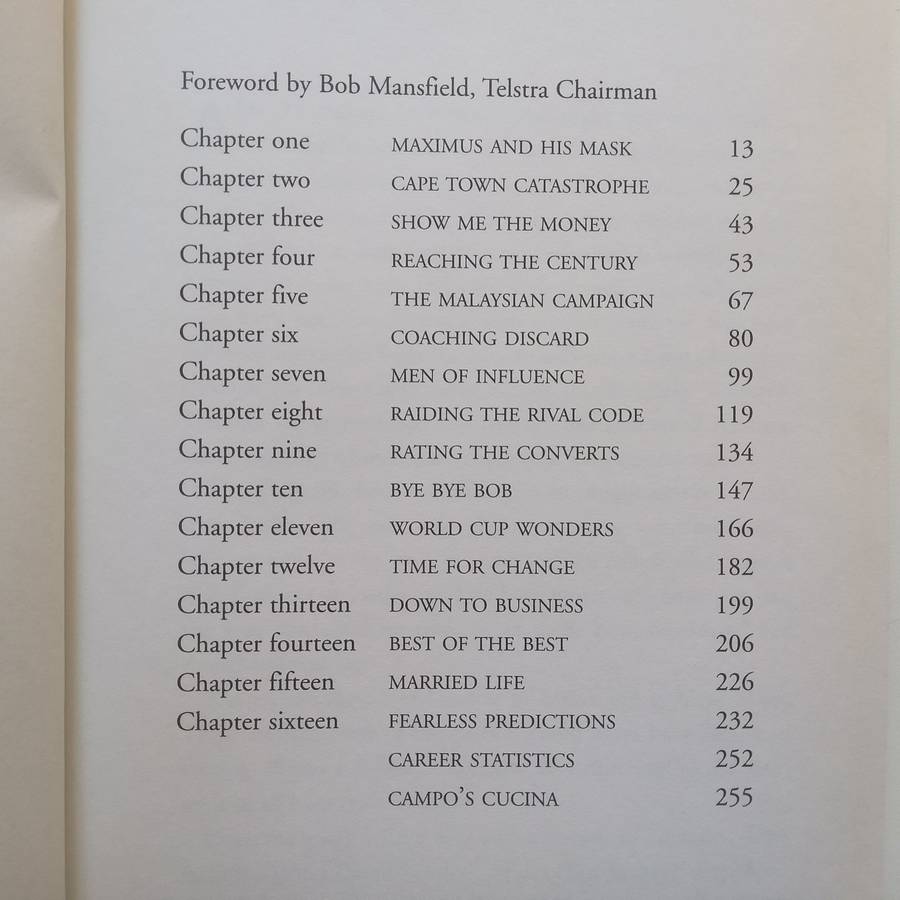 Foreword by Bob Mansfield, Telstra Chairman
Chapter one MAXIMUS AND HIS MASK 13
Chapter two CAPE TOWN CATASTROPHE 25
Chapter three SHOW ME THE MONEY 43
Chapter four REACHING THE CENTURY 53
Chapter five THE MALAYSIAN CAMPAIGN 67
Chapter six COACHING DISCARD 80
Chapter seven MEN OF INFLUENCE 99
Chapter eight RAIDING THE RIVAL CODE 119
Chapter nine RATING THE CONVERTS 134
Chapter ten BYE BYE BOB 147
Chapter eleven WORLD CUP WONDERS 166
Chapter twelve TIME FOR CHANGE 182
Chapter thirteen DOWN TO BUSINESS 199
Chapter fourteen BEST OF THE BEST 206
Chapter fifteen MARRIED LIFE 226
Chapter sixteen FEARLESS PREDICTIONS 232
CAREER STATISTICS 252
CAMPO'S CUCINA 255